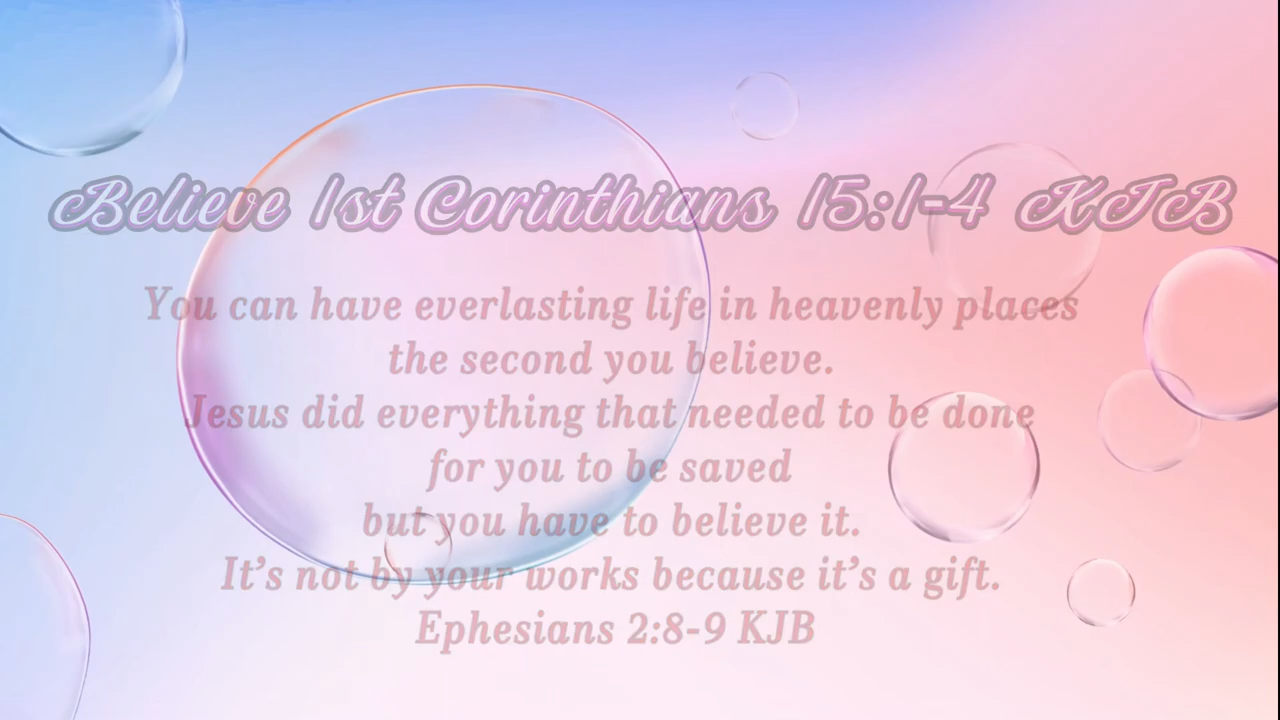 Believe 1st Corinthians 15:1-4 KJB
You can have everlasting life in heavenly places
the second you believe.
Jesus did everything that needed to be done
for you to be saved
but you have to believe it.
It’s not by your works because it’s a gift.
Ephesians 2:8-9 KJB